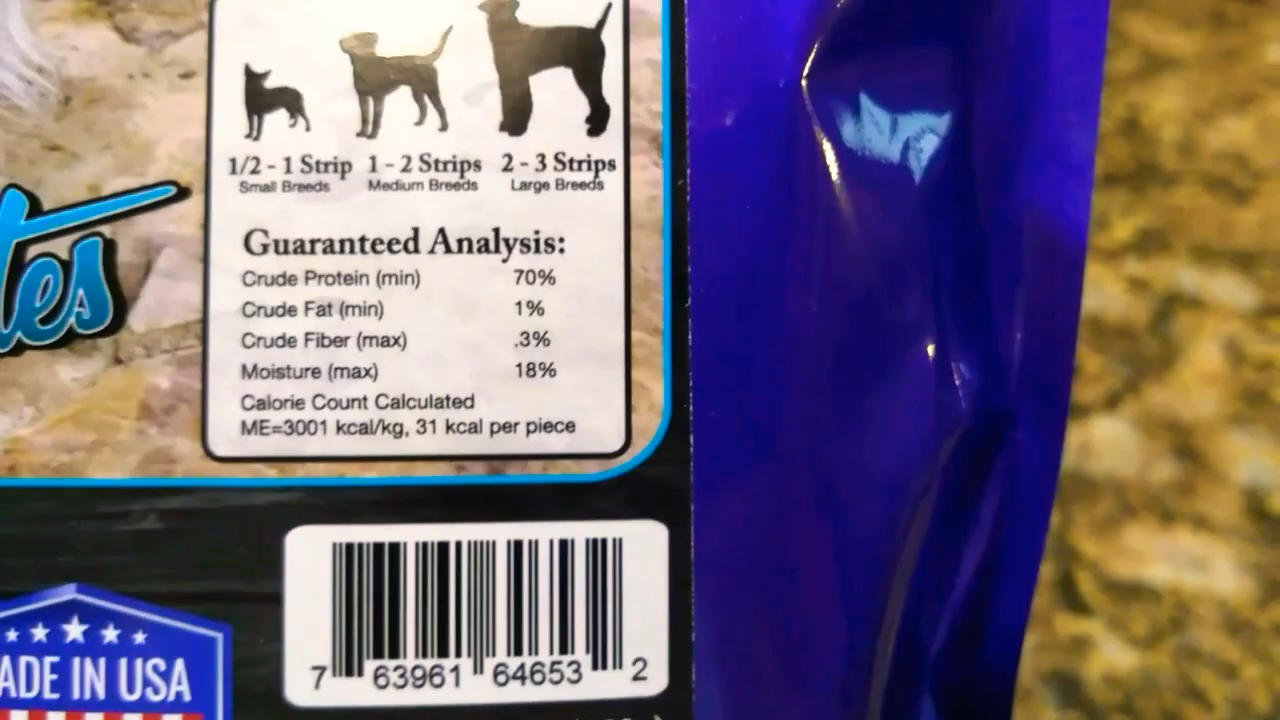 1/2 - 1 Strip 1 - 2 Strips 2 - 3 Strips
Small Breeds Medium Breeds Large Breeds
tes
Guaranteed Analysis:
Crude Protein (min) 70%
Crude Fat (min) 1%
Crude Fiber (max) .3%
Moisture (max) 18%
Calorie Count Calculated
ME=3001 kcal/kg, 31 kcal per piece
ADE IN USA
7 63961 64653 2